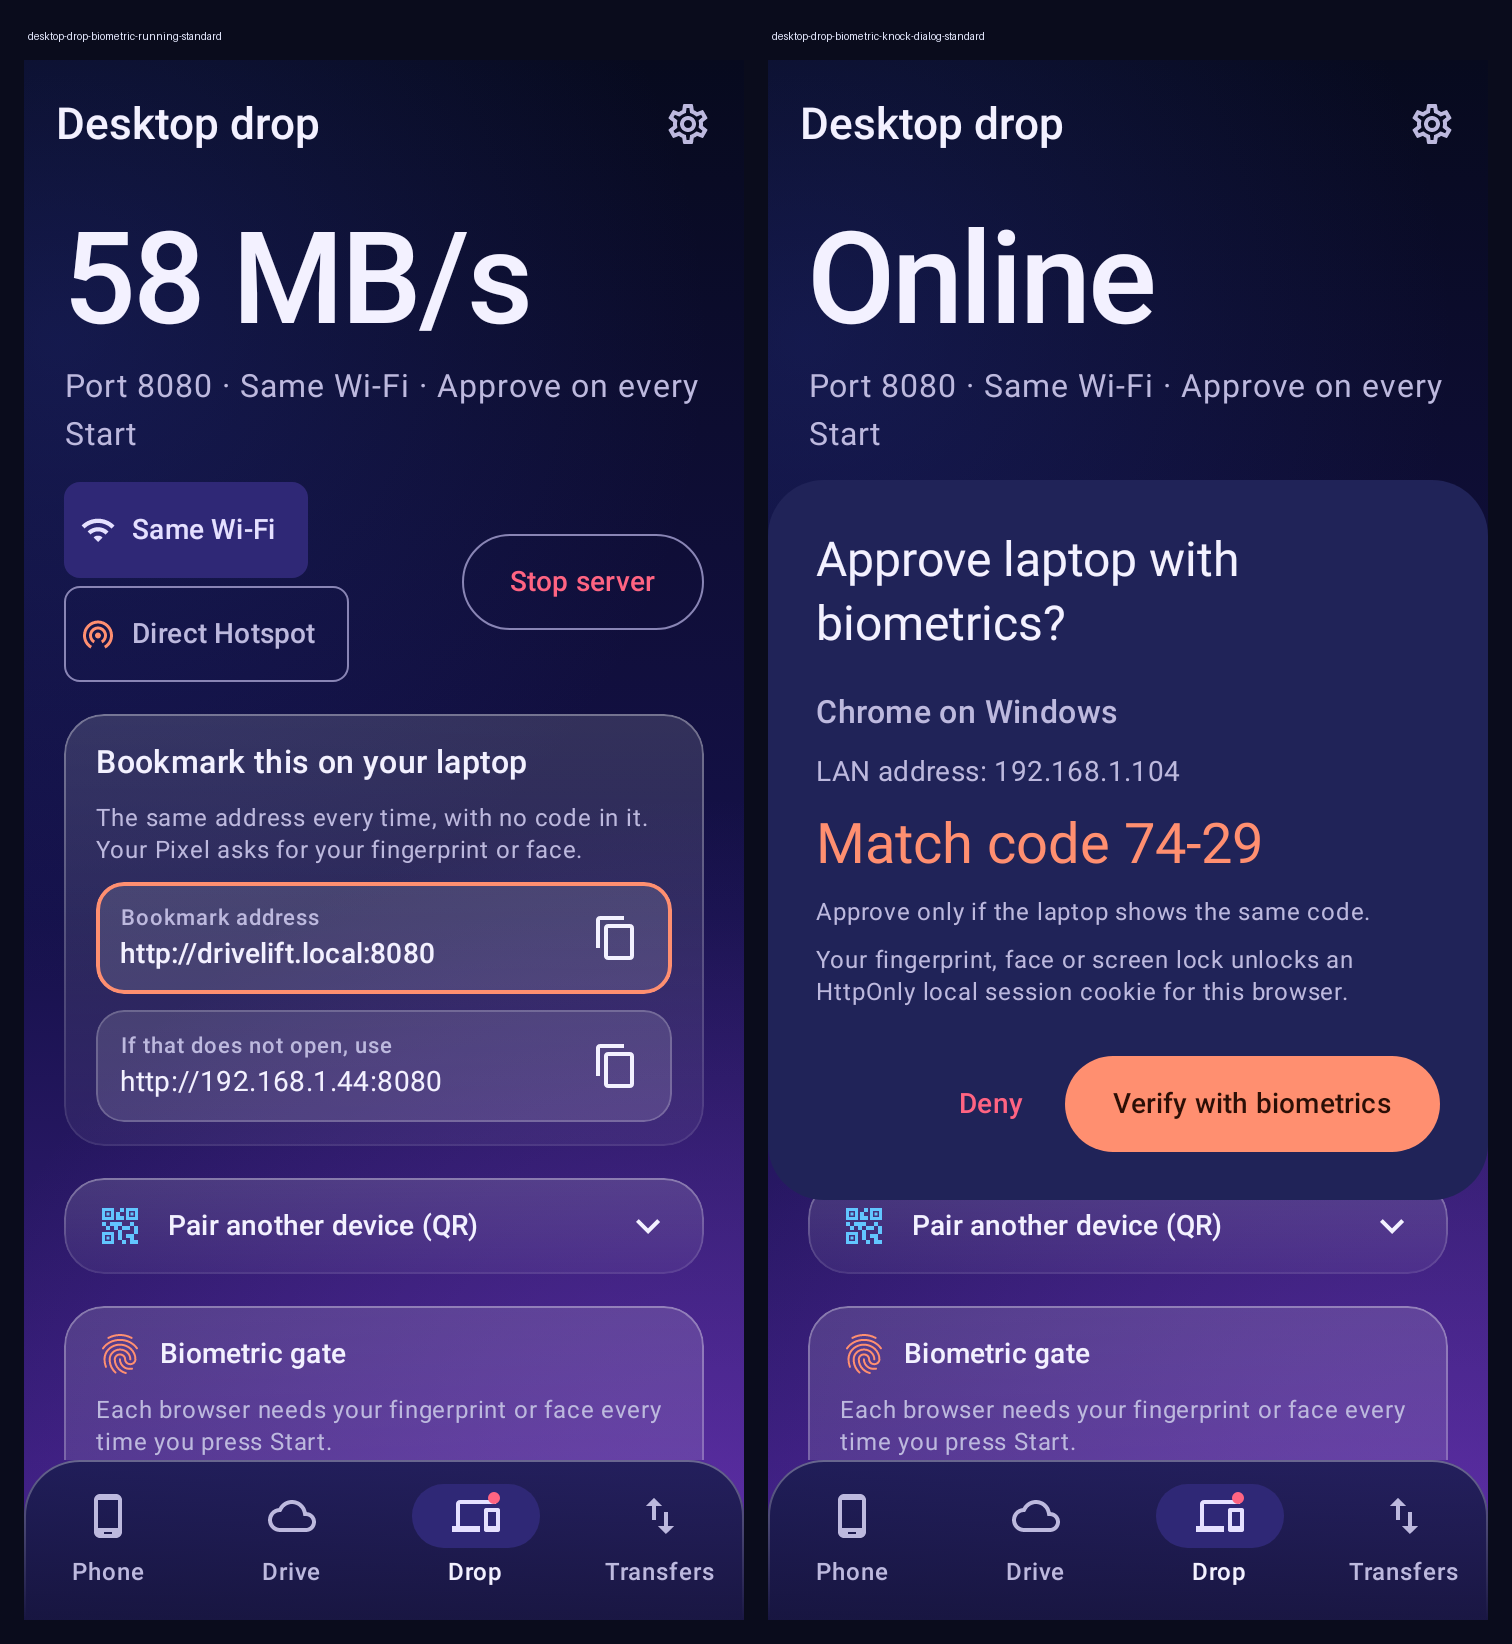 desktop-drop-biometric-running-standard
Desktop drop
58 MB/s
Port 8080 · Same Wi-Fi · Approve on every
Start
Same Wi-Fi
Direct Hotspot
Stop server
Bookmark this on your laptop
The same address every time, with no code in it.
Your Pixel asks for your fingerprint or face.
Bookmark address
http://drivelift.local:8080
If that does not open, use
http://192.168.1.44:8080
Pair another device (QR)
Biometric gate
Each browser needs your fingerprint or face every
time you press Start.
Phone
Drive
Drop
Transfers
desktop-drop-biometric-knock-dialog-standard
Desktop drop
Online
Port 8080 · Same Wi-Fi · Approve on every
Start
Approve laptop with
biometrics?
Chrome on Windows
LAN address: 192.168.1.104
Match code 74-29
Approve only if the laptop shows the same code.
Your fingerprint, face or screen lock unlocks an
HttpOnly local session cookie for this browser.
Deny
Verify with biometrics
Pair another device (QR)
Biometric gate
Each browser needs your fingerprint or face every
time you press Start.
Phone
Drive
Drop
Transfers